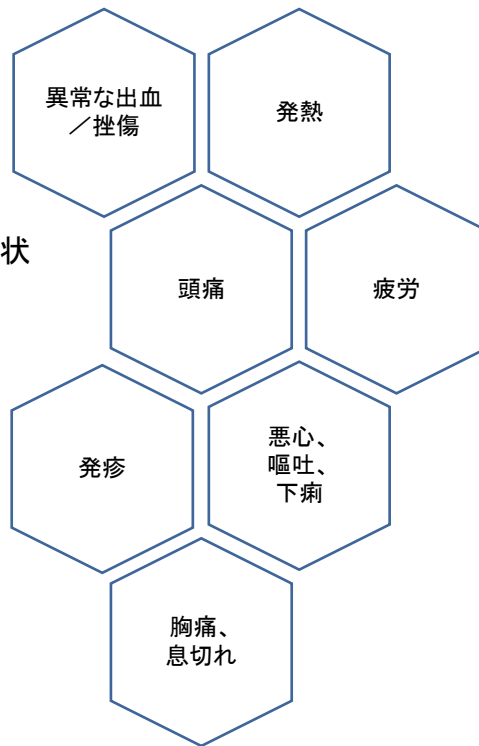 異常な出血
／挫傷
発熱
状
頭痛
疲労
発疹
悪心、
嘔吐、
下痢
胸痛、
息切れ